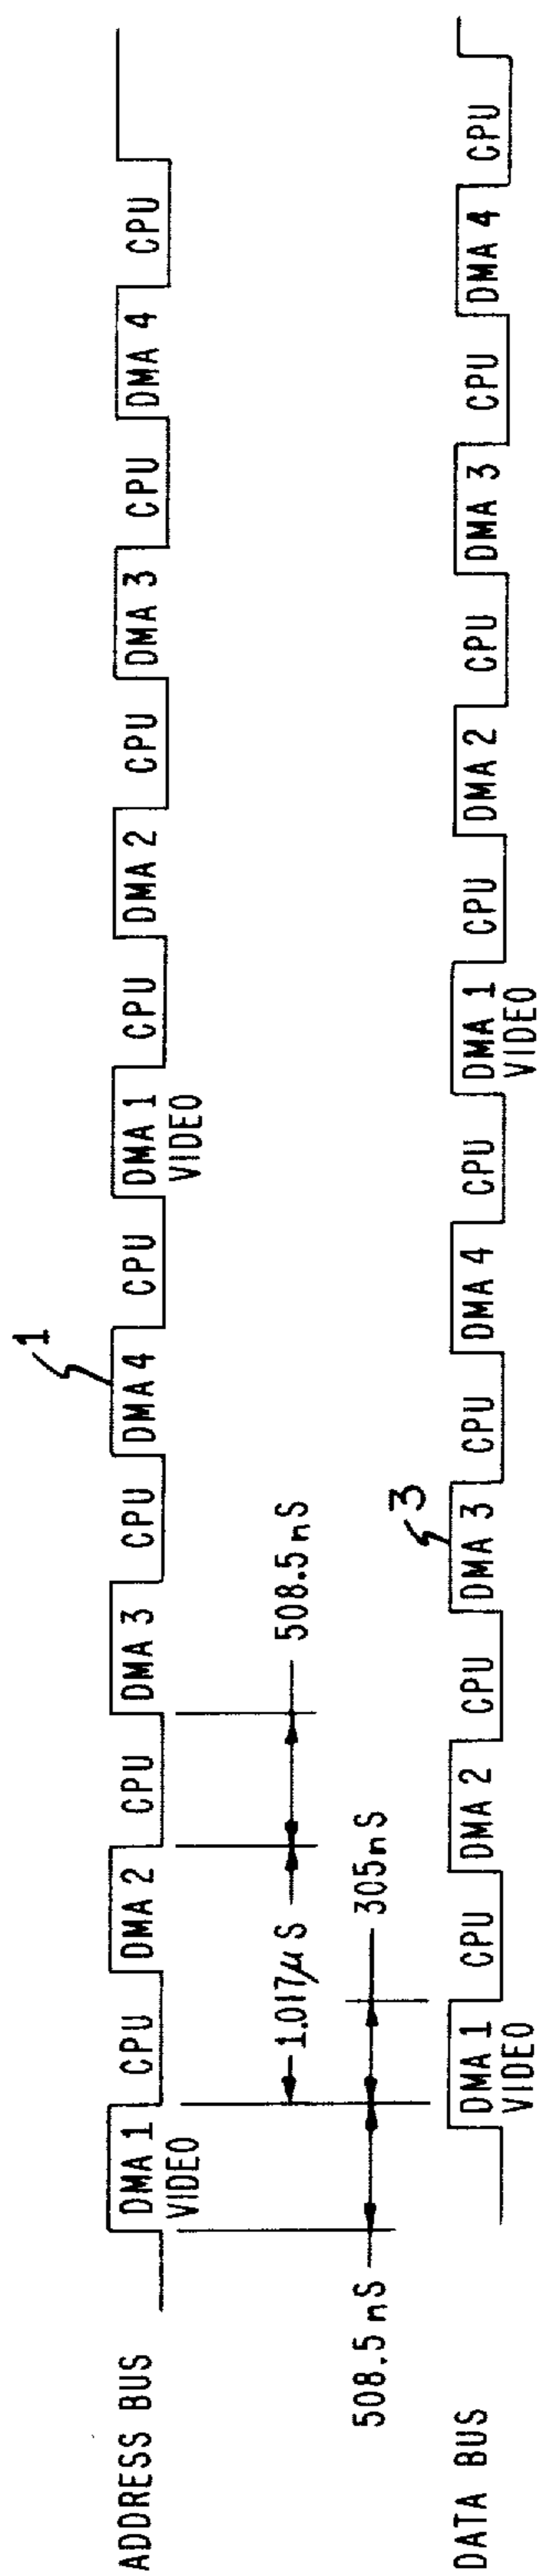 ADDRESS BUS
DMA 1 CPU DMA 2 CPU DMA 3 CPU DMA 4 CPU DMA 1 CPU DMA 2 CPU DMA 3 CPU DMA 4 CPU
VIDEO VIDEO
1
1.017µS 508.5nS
508.5nS 305nS
3
DATA BUS
DMA 1 CPU DMA 2 CPU DMA 3 CPU DMA 4 CPU DMA 1 CPU DMA 2 CPU DMA 3 CPU DMA 4 CPU
VIDEO VIDEO